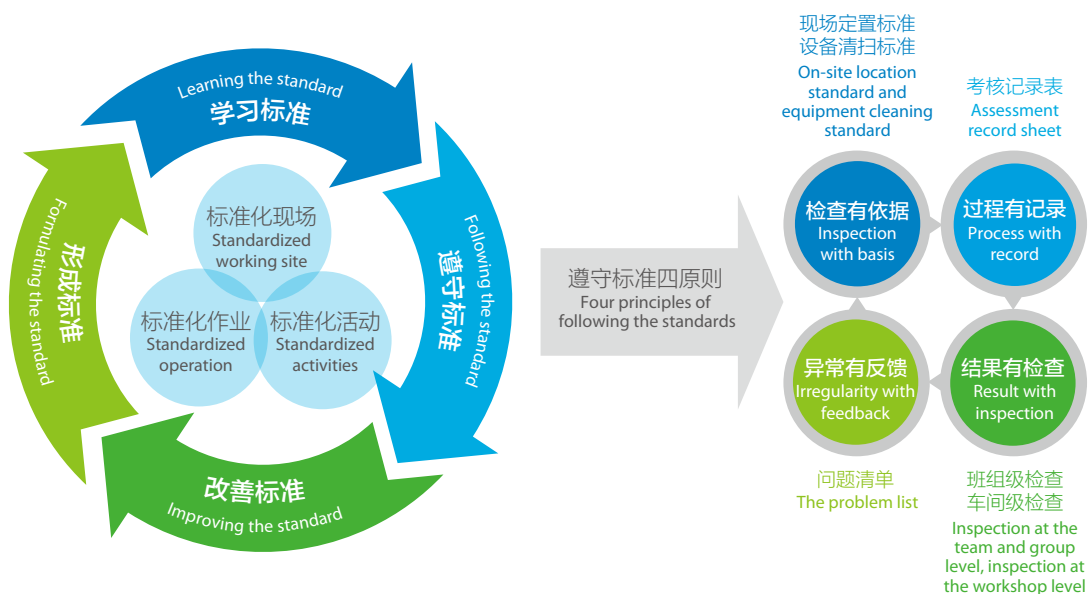 Learning the standard
学习标准
Following the standard
遵守标准
改善标准
Improving the standard
Formulating the standard
形成标准
标准化现场
Standardized
working site
标准化作业
Standardized
operation
标准化活动
Standardized
activities
遵守标准四原则
Four principles of
following the standards
现场定置标准
设备清扫标准
On-site location
standard and
equipment cleaning
standard
考核记录表
Assessment
record sheet
检查有依据
Inspection
with basis
过程有记录
Process with
record
异常有反馈
Irregularity with
feedback
结果有检查
Result with
inspection
问题清单
The problem list
班组级检查
车间级检查
Inspection at the
team and group
level, inspection at
the workshop level